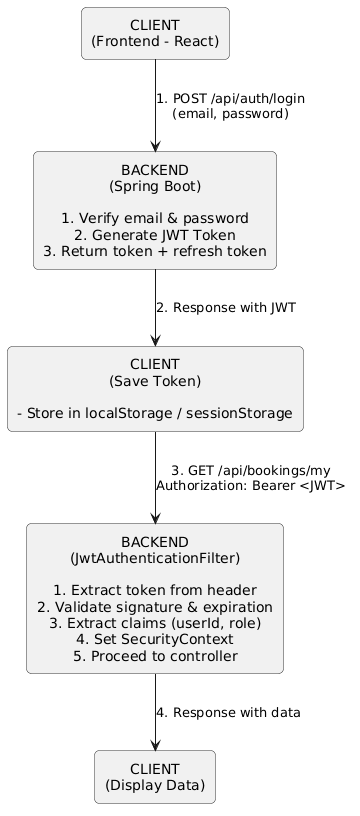 CLIENT
(Frontend - React)
1. POST /api/auth/login
(email, password)
BACKEND
(Spring Boot)
1. Verify email & password
2. Generate JWT Token
3. Return token + refresh token
2. Response with JWT
CLIENT
(Save Token)
- Store in localStorage / sessionStorage
3. GET /api/bookings/my
Authorization: Bearer <JWT>
BACKEND
(JwtAuthenticationFilter)
1. Extract token from header
2. Validate signature & expiration
3. Extract claims (userId, role)
4. Set SecurityContext
5. Proceed to controller
4. Response with data
CLIENT
(Display Data)